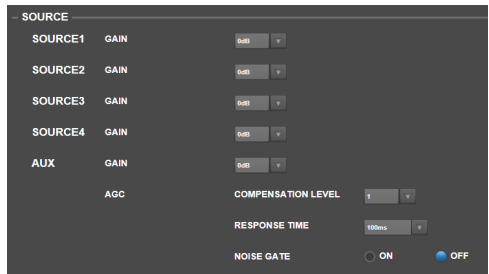 SOURCE
SOURCE1 GAIN 0dB
SOURCE2 GAIN 0dB
SOURCE3 GAIN 0dB
SOURCE4 GAIN 0dB
AUX GAIN 0dB
AGC COMPENSATION LEVEL 1
RESPONSE TIME 100ms
NOISE GATE ON OFF